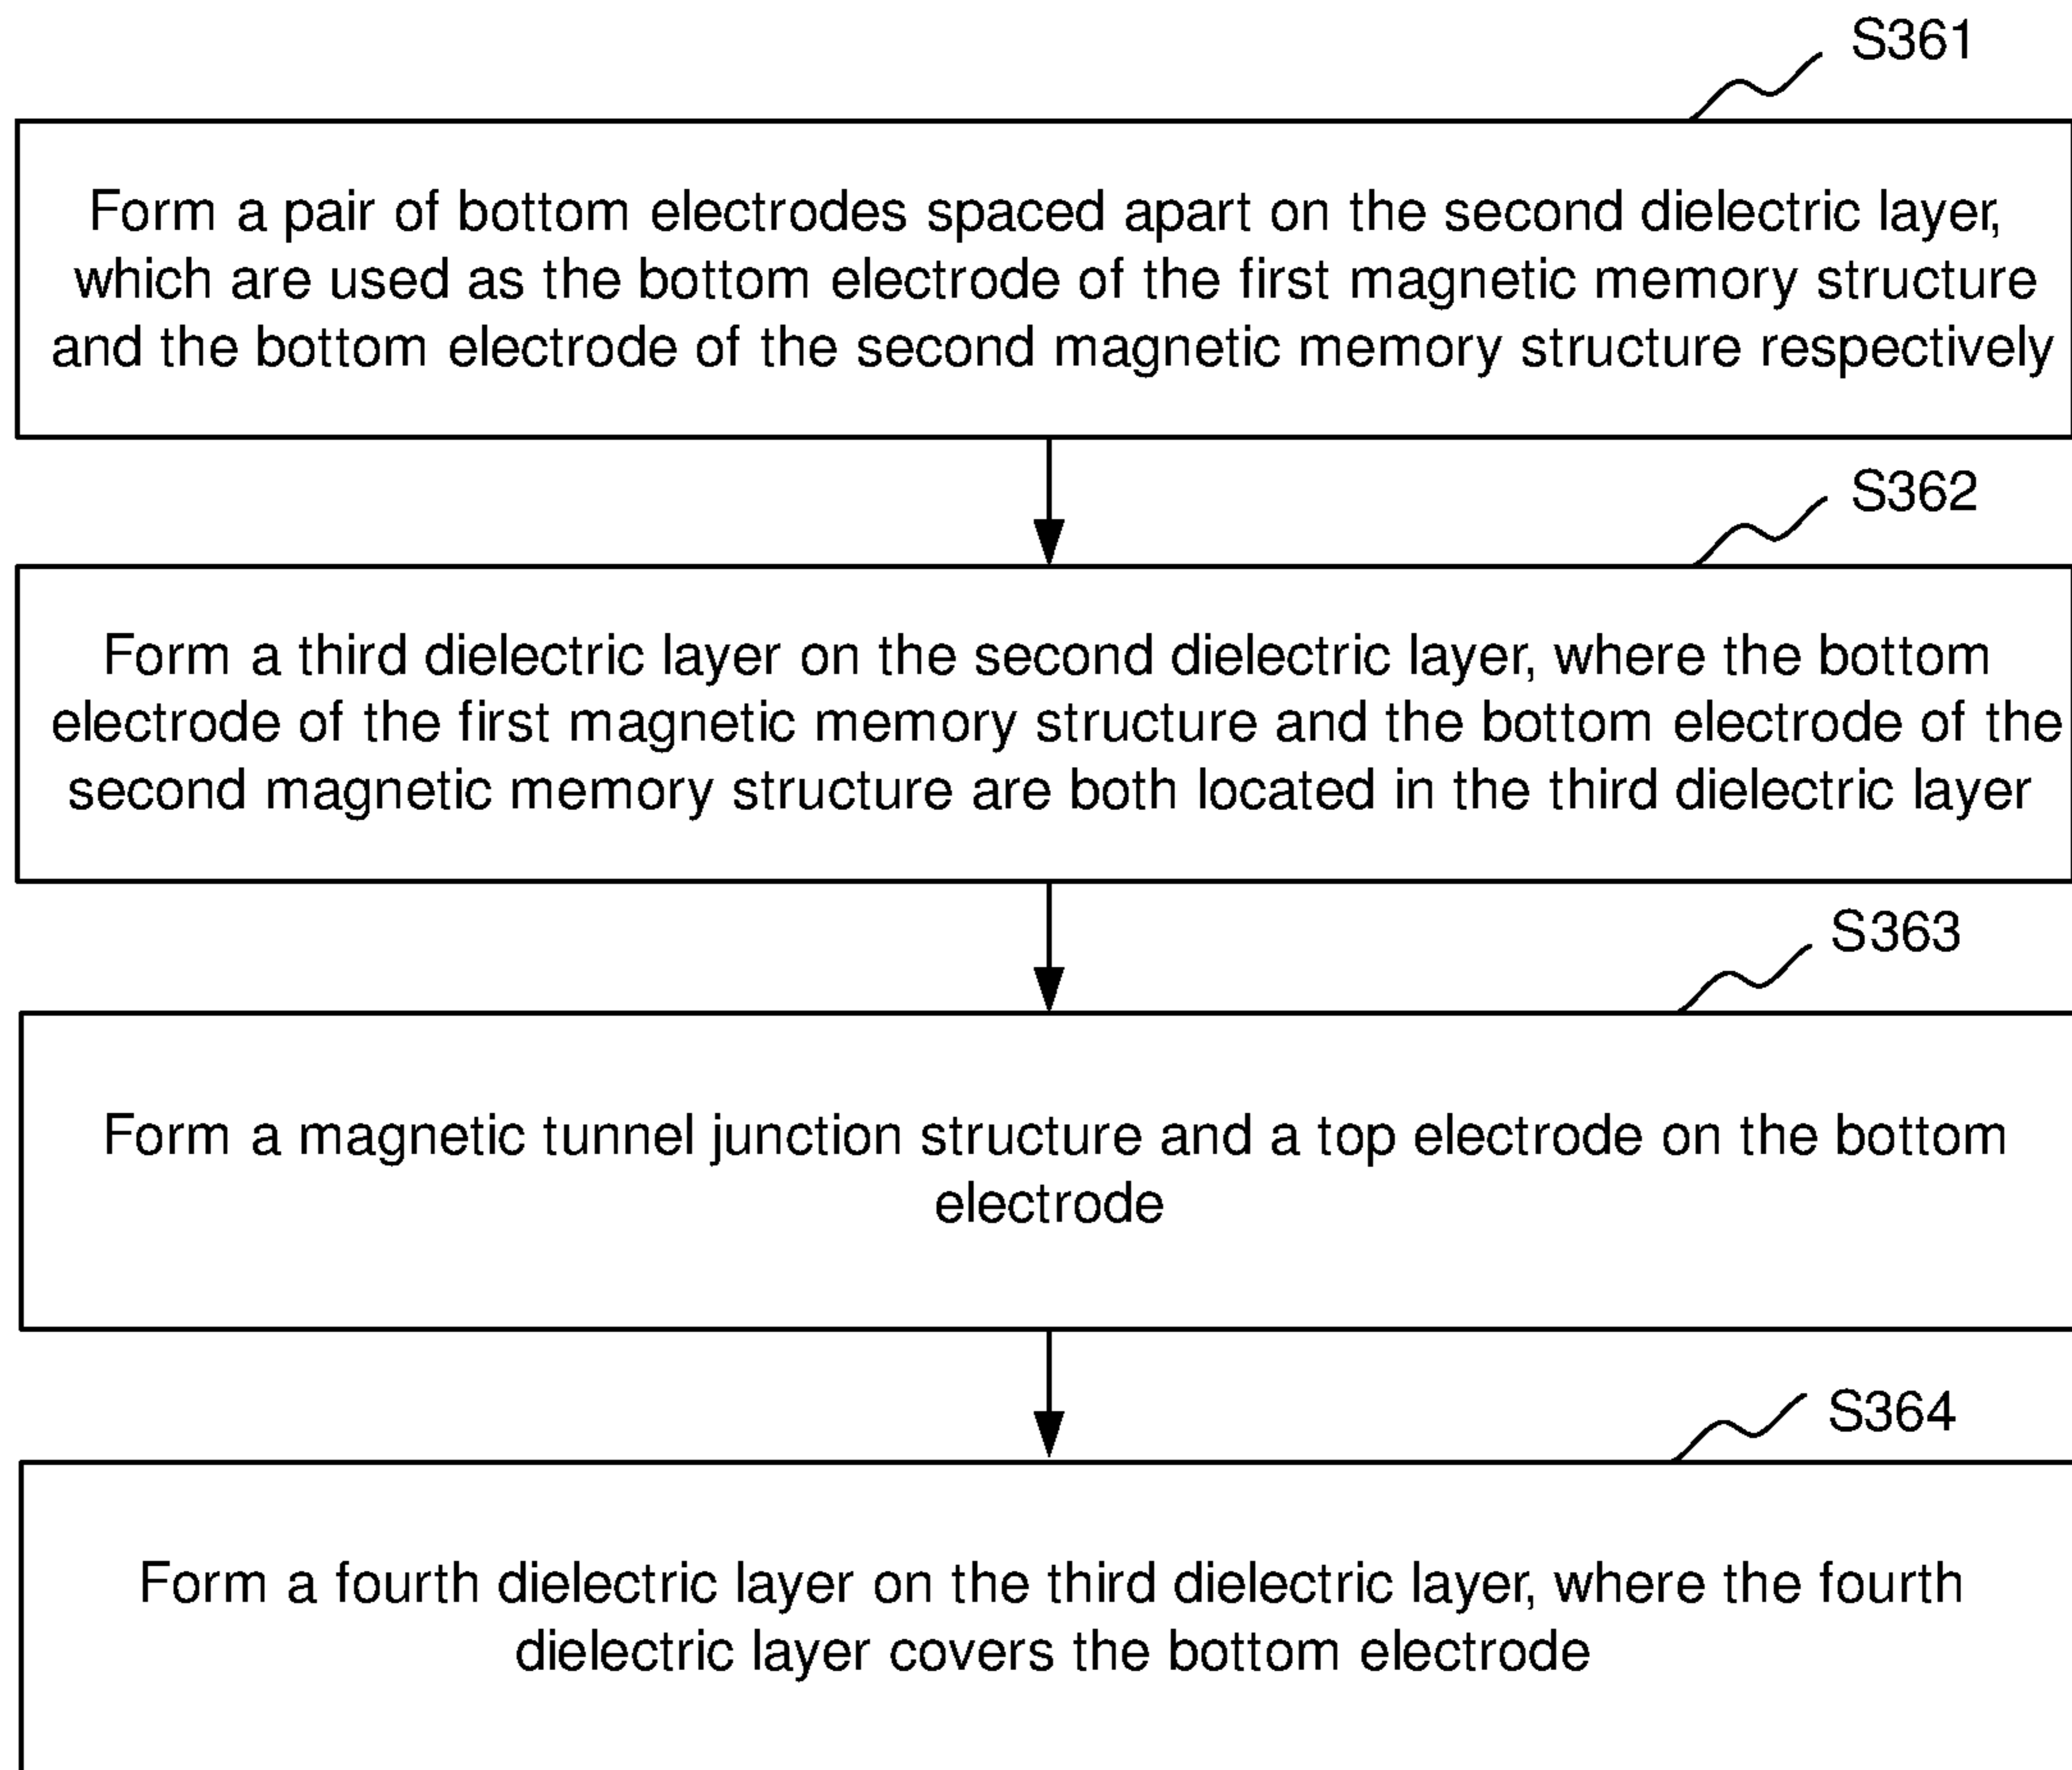 S361
Form a pair of bottom electrodes spaced apart on the second dielectric layer,
which are used as the bottom electrode of the first magnetic memory structure
and the bottom electrode of the second magnetic memory structure respectively
S362
Form a third dielectric layer on the second dielectric layer, where the bottom
electrode of the first magnetic memory structure and the bottom electrode of the
second magnetic memory structure are both located in the third dielectric layer
S363
Form a magnetic tunnel junction structure and a top electrode on the bottom
electrode
S364
Form a fourth dielectric layer on the third dielectric layer, where the fourth
dielectric layer covers the bottom electrode